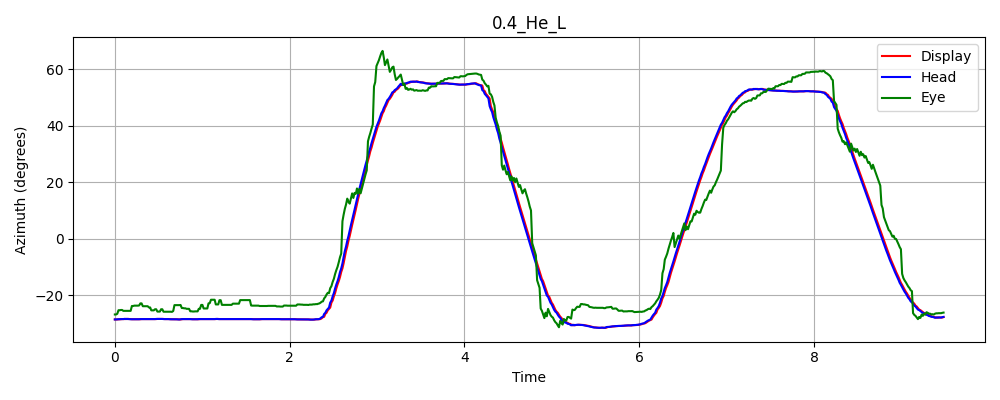 0.4_He_L
Display
Head
Eye
Azimuth (degrees)
60
40
20
0
−20
0 2 4 6 8
Time